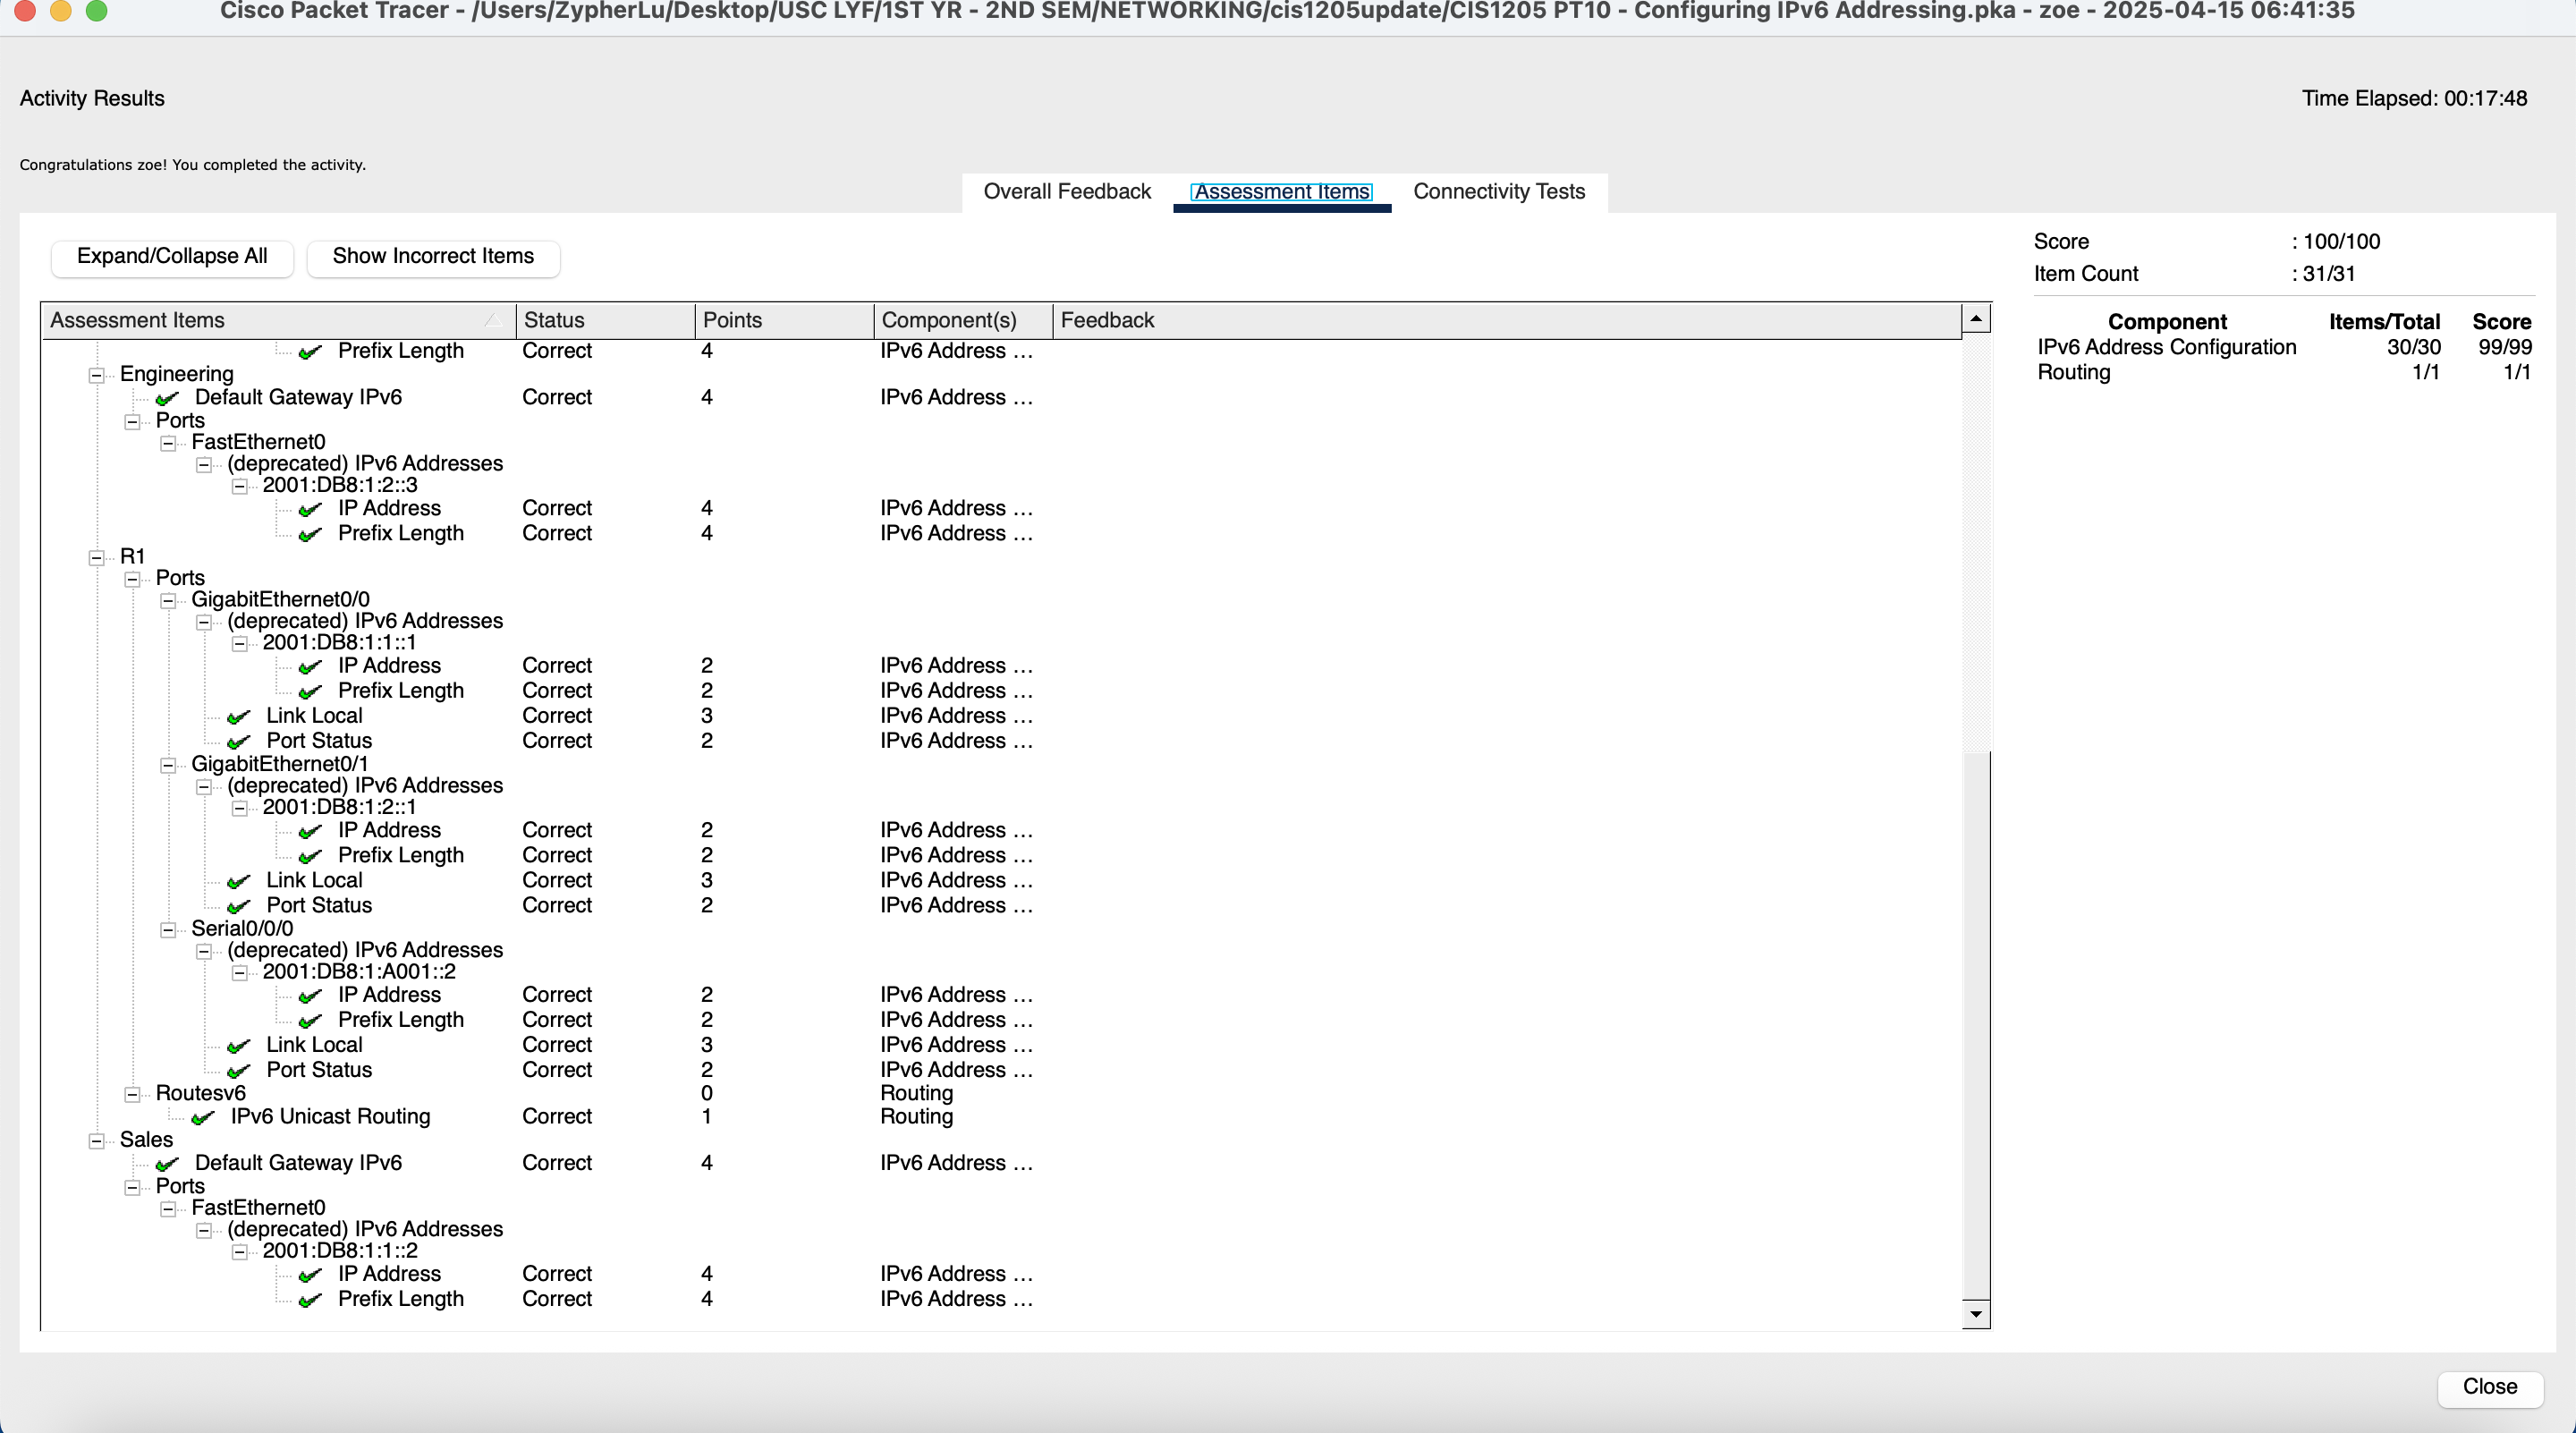 Cisco Packet Tracer - /Users/ZypherLu/Desktop/USC LYF/1ST YR - 2ND SEM/NETWORKING/cis1205update/CIS1205 PT10 - Configuring IPv6 Addressing.pka - zoe - 2025-04-15 06:41:35
Activity Results
Time Elapsed: 00:17:48
Congratulations zoe! You completed the activity.
Overall Feedback Assessment Items Connectivity Tests
Expand/Collapse All Show Incorrect Items
Assessment Items Status Points Component(s) Feedback
Prefix Length Correct 4 IPv6 Address ...
Engineering
Default Gateway IPv6 Correct 4 IPv6 Address ...
Ports
FastEthernet0
(deprecated) IPv6 Addresses
2001:DB8:1:2::3
IP Address Correct 4 IPv6 Address ...
Prefix Length Correct 4 IPv6 Address ...
R1
Ports
GigabitEthernet0/0
(deprecated) IPv6 Addresses
2001:DB8:1:1::1
IP Address Correct 2 IPv6 Address ...
Prefix Length Correct 2 IPv6 Address ...
Link Local Correct 3 IPv6 Address ...
Port Status Correct 2 IPv6 Address ...
GigabitEthernet0/1
(deprecated) IPv6 Addresses
2001:DB8:1:2::1
IP Address Correct 2 IPv6 Address ...
Prefix Length Correct 2 IPv6 Address ...
Link Local Correct 3 IPv6 Address ...
Port Status Correct 2 IPv6 Address ...
Serial0/0/0
(deprecated) IPv6 Addresses
2001:DB8:1:A001::2
IP Address Correct 2 IPv6 Address ...
Prefix Length Correct 2 IPv6 Address ...
Link Local Correct 3 IPv6 Address ...
Port Status Correct 2 IPv6 Address ...
Routesv6 0 Routing
IPv6 Unicast Routing Correct 1 Routing
Sales
Default Gateway IPv6 Correct 4 IPv6 Address ...
Ports
FastEthernet0
(deprecated) IPv6 Addresses
2001:DB8:1:1::2
IP Address Correct 4 IPv6 Address ...
Prefix Length Correct 4 IPv6 Address ...
Score : 100/100
Item Count : 31/31
Component Items/Total Score
IPv6 Address Configuration 30/30 99/99
Routing 1/1 1/1
Close